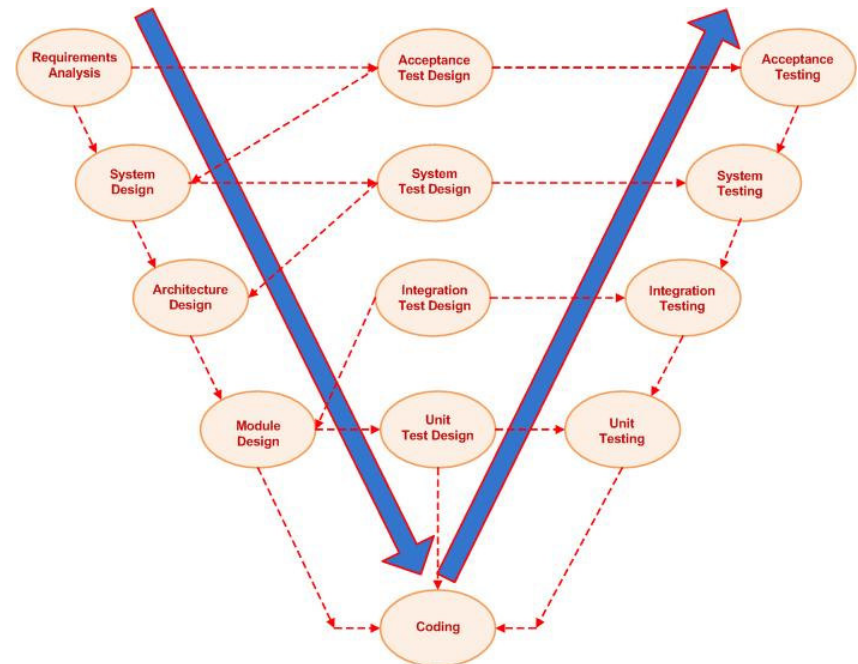 Requirements
Analysis
Acceptance
Test Design
Acceptance
Testing
System
Design
System
Test Design
System
Testing
Architecture
Design
Integration
Test Design
Integration
Testing
Module
Design
Unit
Test Design
Unit
Testing
Coding